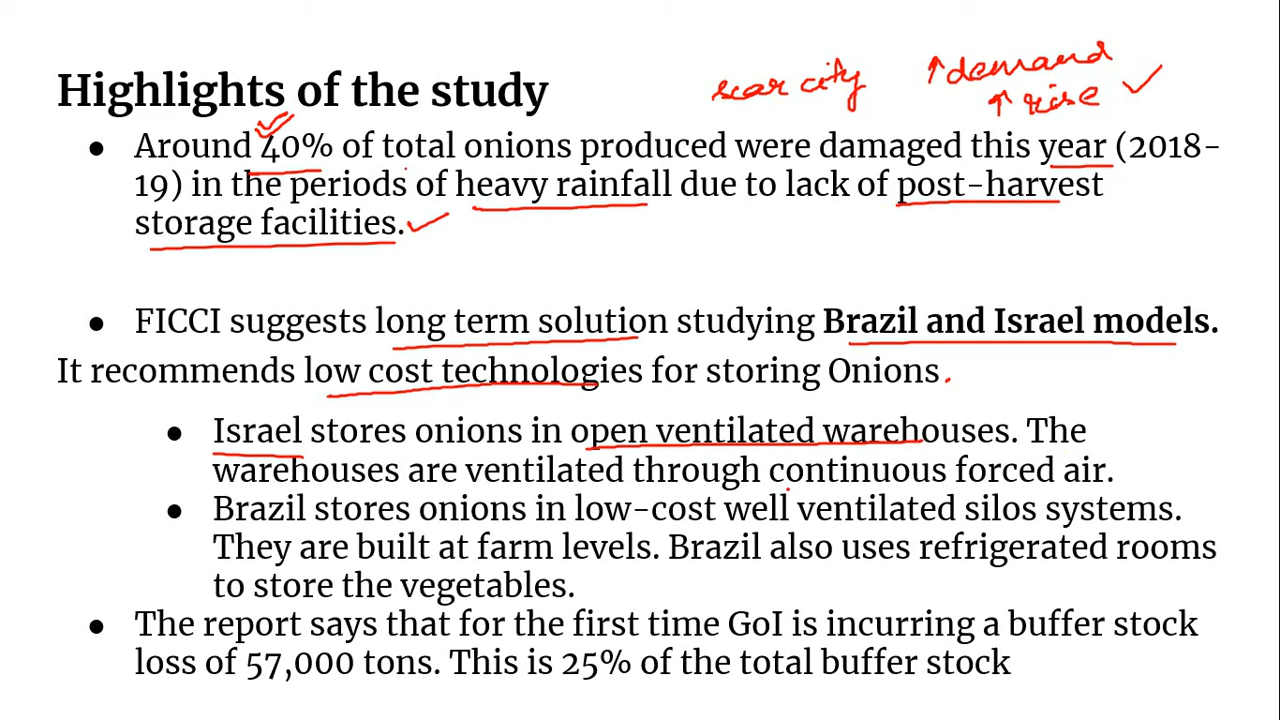 Highlights of the study
scar city
↑demand
↑ rise ✓
● Around 40% of total onions produced were damaged this year (2018-
19) in the periods of heavy rainfall due to lack of post-harvest
storage facilities.
● FICCI suggests long term solution studying Brazil and Israel models.
It recommends low cost technologies for storing Onions.
● Israel stores onions in open ventilated warehouses. The
warehouses are ventilated through continuous forced air.
● Brazil stores onions in low-cost well ventilated silos systems.
They are built at farm levels. Brazil also uses refrigerated rooms
to store the vegetables.
● The report says that for the first time GoI is incurring a buffer stock
loss of 57,000 tons. This is 25% of the total buffer stock